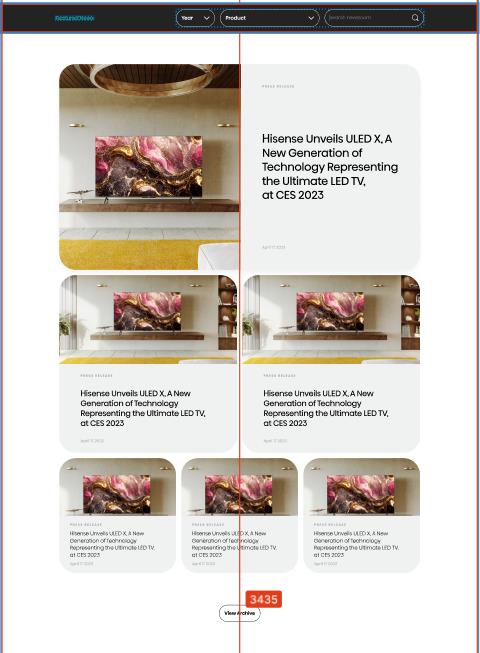 Featured News
Year
Product
Search newsroom
PRESS RELEASE
Hisense Unveils ULED X, A
New Generation of
Technology Representing
the Ultimate LED TV,
at CES 2023
April 17 2023
PRESS RELEASE
Hisense Unveils ULED X, A New
Generation of Technology
Representing the Ultimate LED TV,
at CES 2023
April 17 2023
PRESS RELEASE
Hisense Unveils ULED X, A New
Generation of Technology
Representing the Ultimate LED TV,
at CES 2023
April 17 2023
PRESS RELEASE
Hisense Unveils ULED X, A New
Generation of Technology
Representing the Ultimate LED TV,
at CES 2023
April 17 2023
PRESS RELEASE
Hisense Unveils ULED X, A New
Generation of Technology
Representing the Ultimate LED TV,
at CES 2023
April 17 2023
PRESS RELEASE
Hisense Unveils ULED X, A New
Generation of Technology
Representing the Ultimate LED TV,
at CES 2023
April 17 2023
3435
View Archive